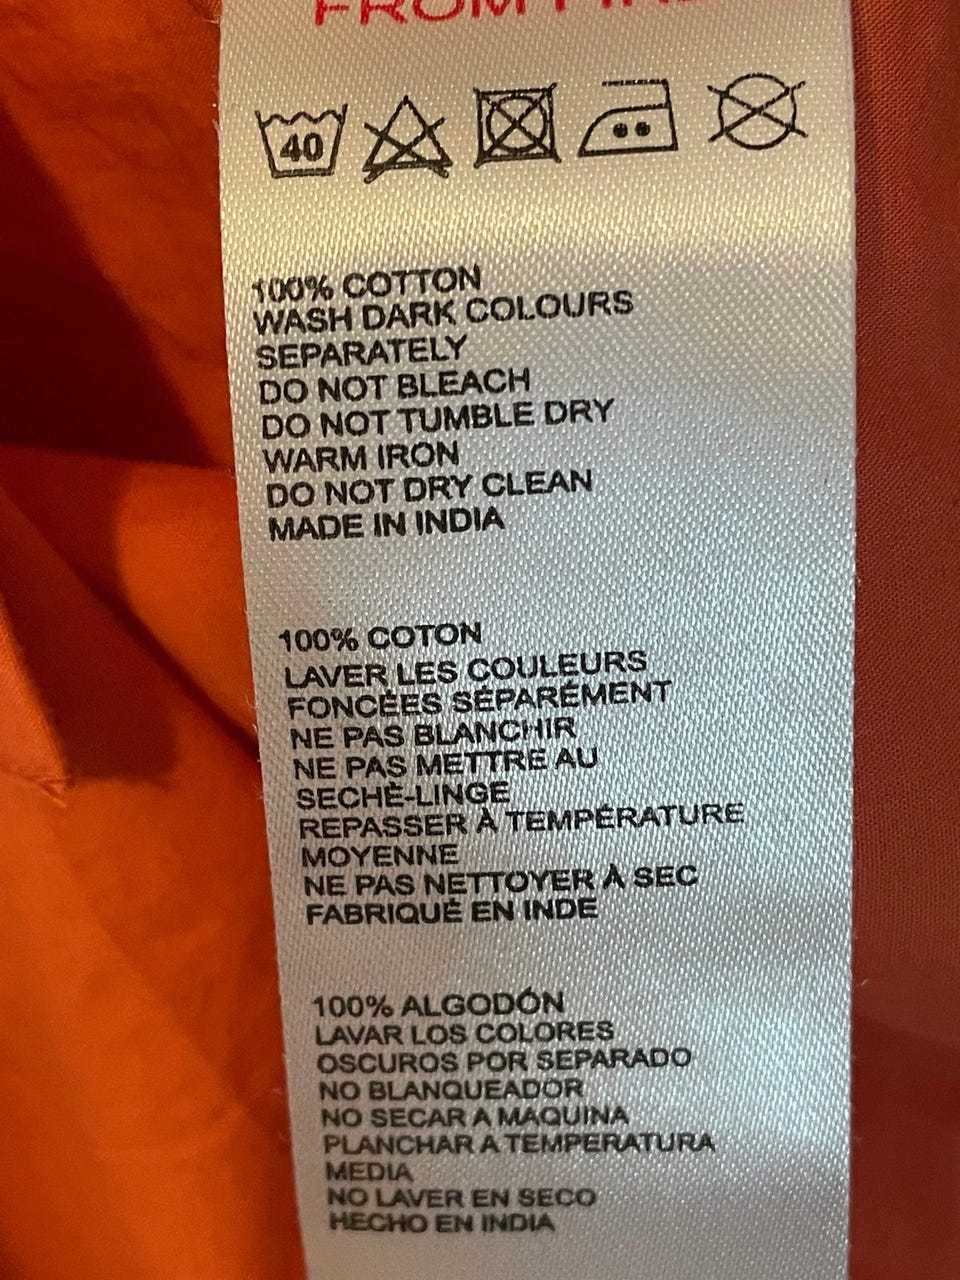 FROM
40
100% COTTON
WASH DARK COLOURS
SEPARATELY
DO NOT BLEACH
DO NOT TUMBLE DRY
WARM IRON
DO NOT DRY CLEAN
MADE IN INDIA
100% COTON
LAVER LES COULEURS
FONCÉES SÉPARÉMENT
NE PAS BLANCHIR
NE PAS METTRE AU
SECHÈ-LINGE
REPASSER À TEMPÉRATURE
MOYENNE
NE PAS NETTOYER À SEC
FABRIQUÉ EN INDE
100% ALGODÓN
LAVAR LOS COLORES
OSCUROS POR SEPARADO
NO BLANQUEADOR
NO SECAR A MAQUINA
PLANCHAR A TEMPERATURA
MEDIA
NO LAVER EN SECO
HECHO EN INDIA